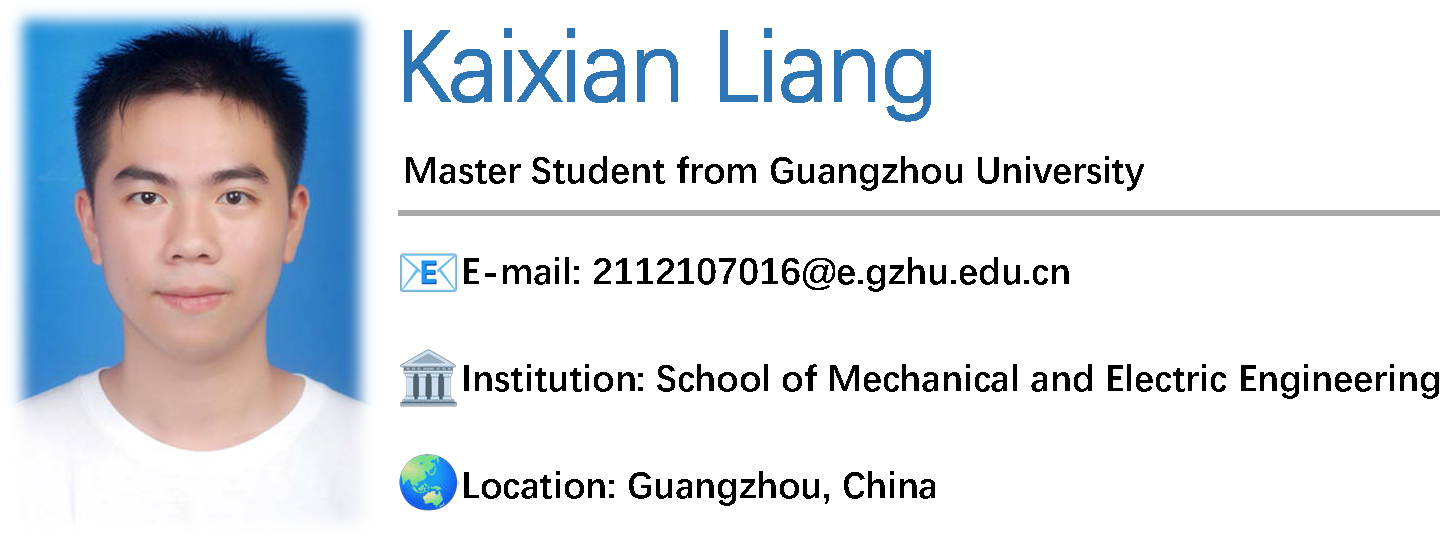 Kaixian Liang
Master Student from Guangzhou University
E-mail: 2112107016@e.gzhu.edu.cn
Institution: School of Mechanical and Electric Engineering
Location: Guangzhou, China